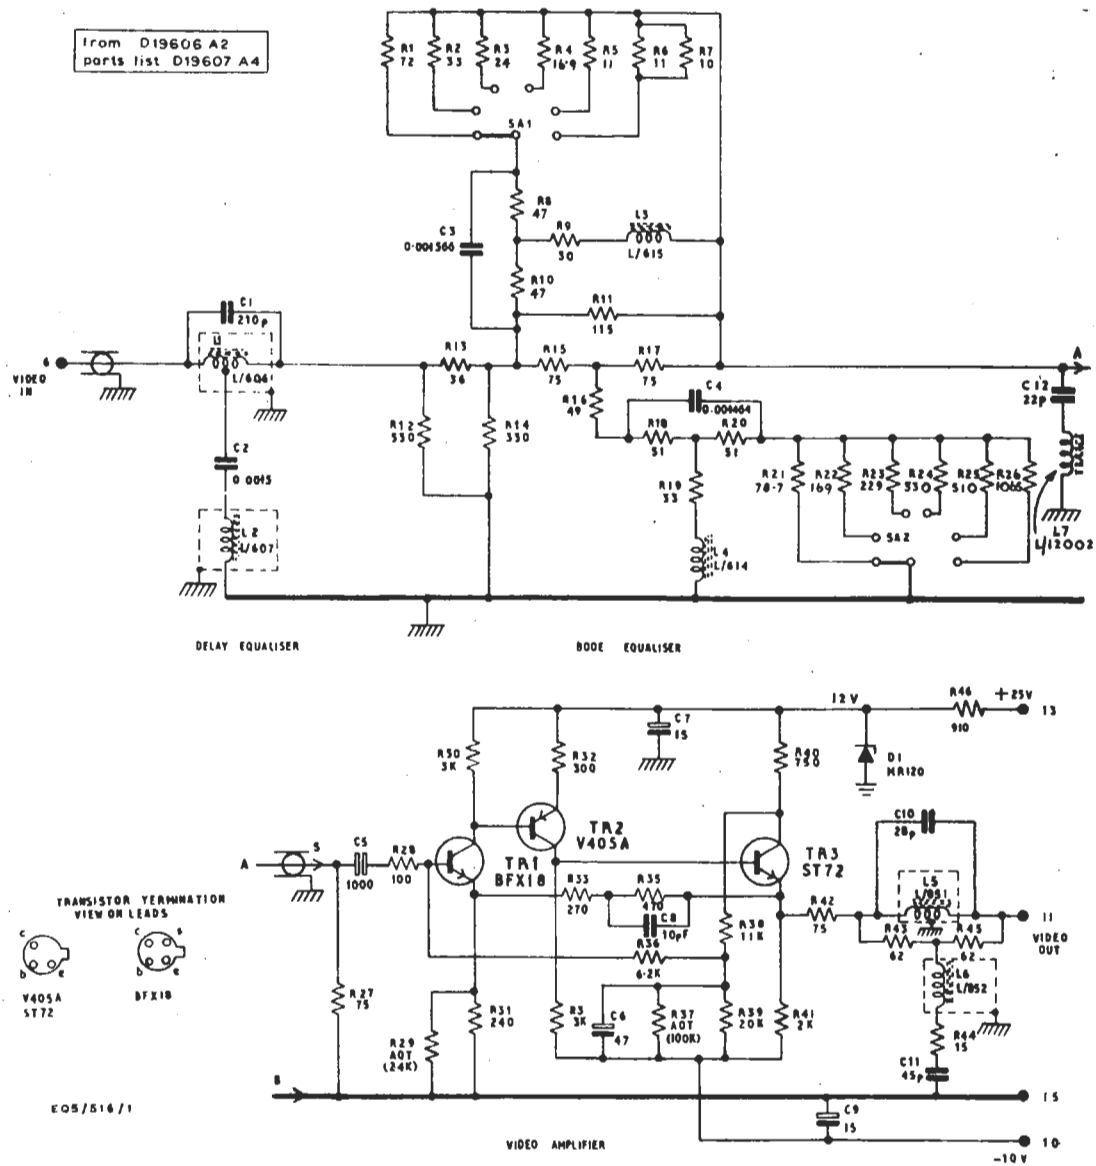 from D19606 A2
parts list D19607 A4
R1
72
R2
33
R3
24
R4
16·9
R5
11
R6
11
R7
10
SA1
R8
47
C3
0·001566
R9
30
L3
L/615
R10
47
R11
115
C1
210p
L1
L/606
6
VIDEO
IN
R13
36
R15
75
R17
75
A
C12
22p
R16
49
C4
0·001464
R12
330
R14
330
R18
51
R20
51
C2
0·0015
R19
33
R21
78·7
R22
169
R23
229
R24
330
R25
510
R26
1066
L2
L/607
SA2
L4
L/614
L7
L/12002
DELAY EQUALISER
BODE EQUALISER
12V
R46
910
+25V
13
C7
15
R50
3K
R32
300
R40
750
D1
MR120
TR2
V405A
C10
28p
A
S
C5
1000
R28
100
TR1
BFX18
TR3
ST72
L5
L/851
R33
270
R35
470
R42
75
11
VIDEO
OUT
TRANSISTOR TERMINATION
VIEW ON LEADS
C8
10pF
R38
11K
R43
62
R45
62
c
b
e
c
s
b
e
R36
6·2K
L6
L/852
V405A
ST72
BFX18
R27
75
R29
AOT
(24K)
R31
240
R3
3K
C6
47
R37
AOT
(100K)
R39
20K
R41
2K
R44
15
C11
45p
B
15
EQ5/516/1
C9
15
VIDEO AMPLIFIER
10
-10V